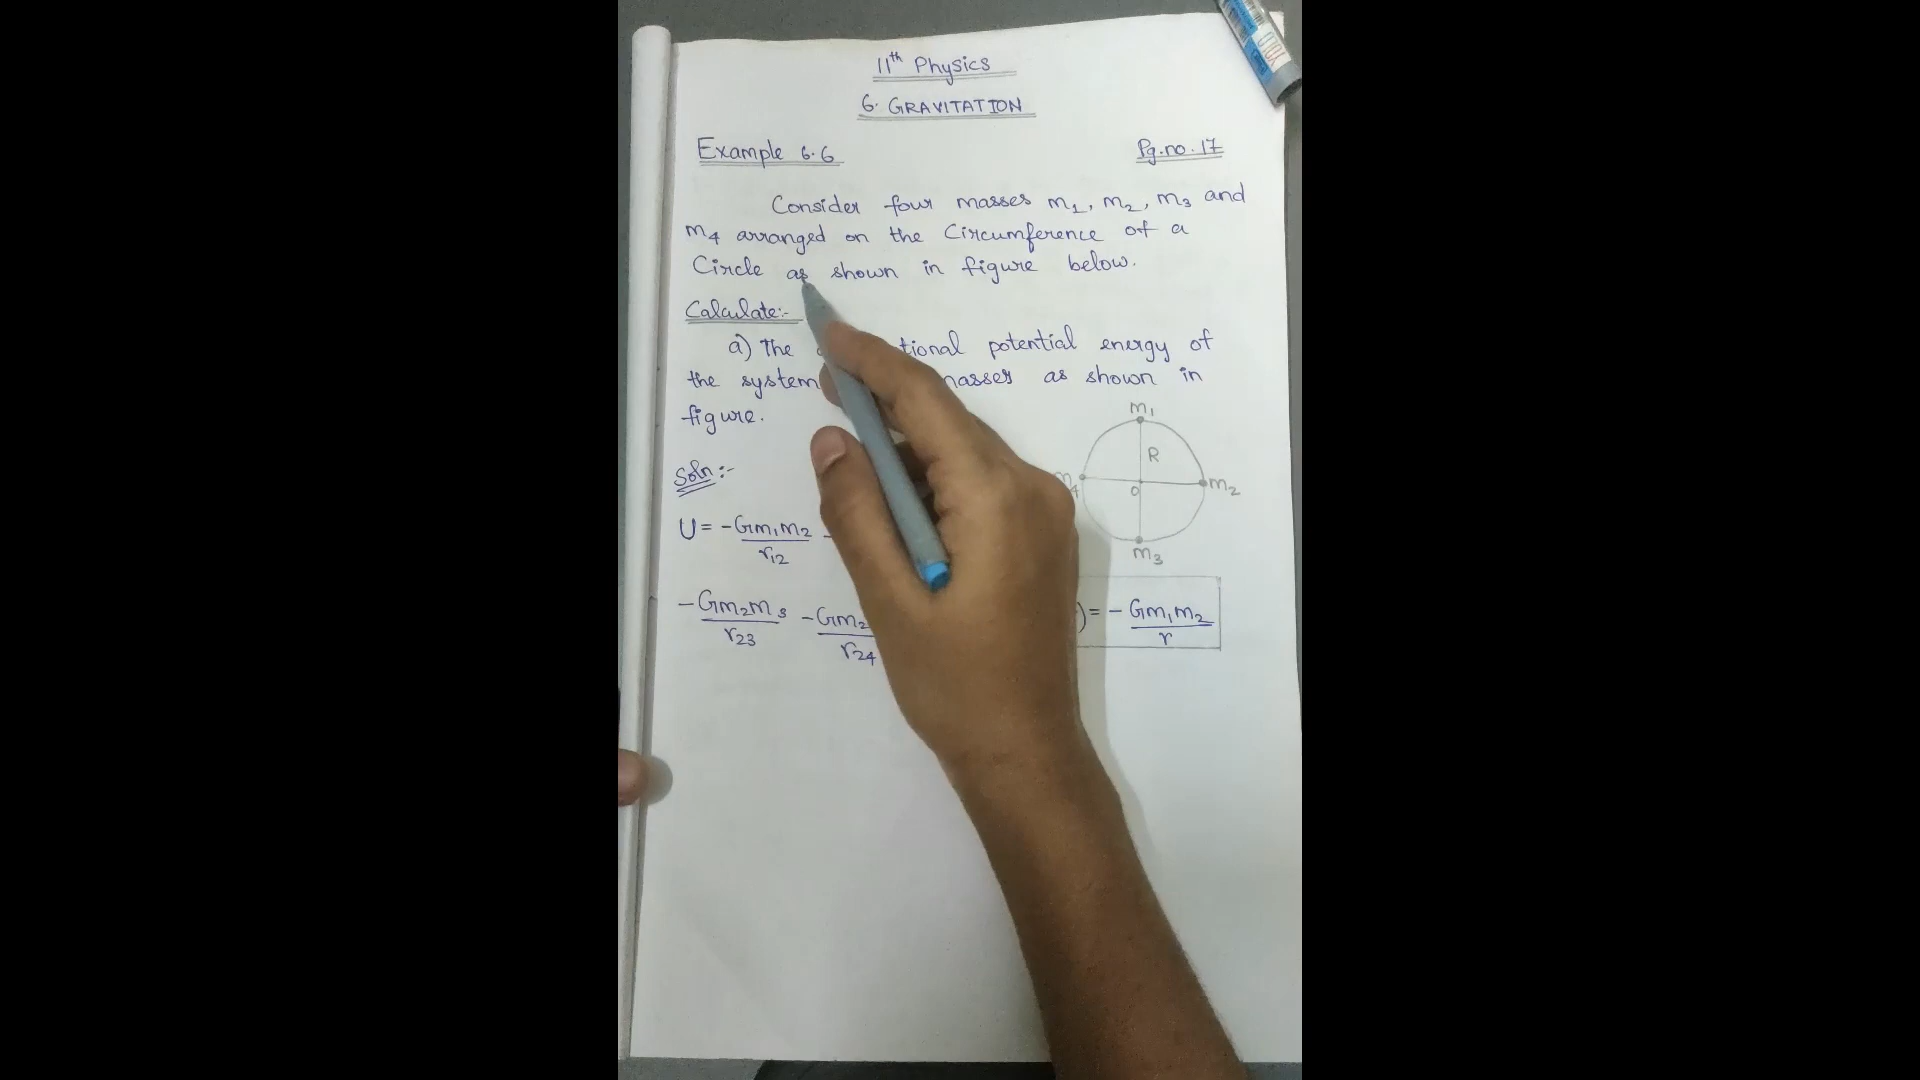 11th Physics
6. GRAVITATION
Example 6.6
Pg.no.17
Consider four masses m1, m2, m3 and
m4 arranged on the Circumference of a
Circle as shown in figure below.
Calculate:-
a) The tional potential energy of
the system masses as shown in
figure.
m1
R
m4
O
m2
m3
Soln:-
U = -Gm1m2/r12 -
-Gm2m3/r23 -Gm2/r24
) = -Gm1m2/r